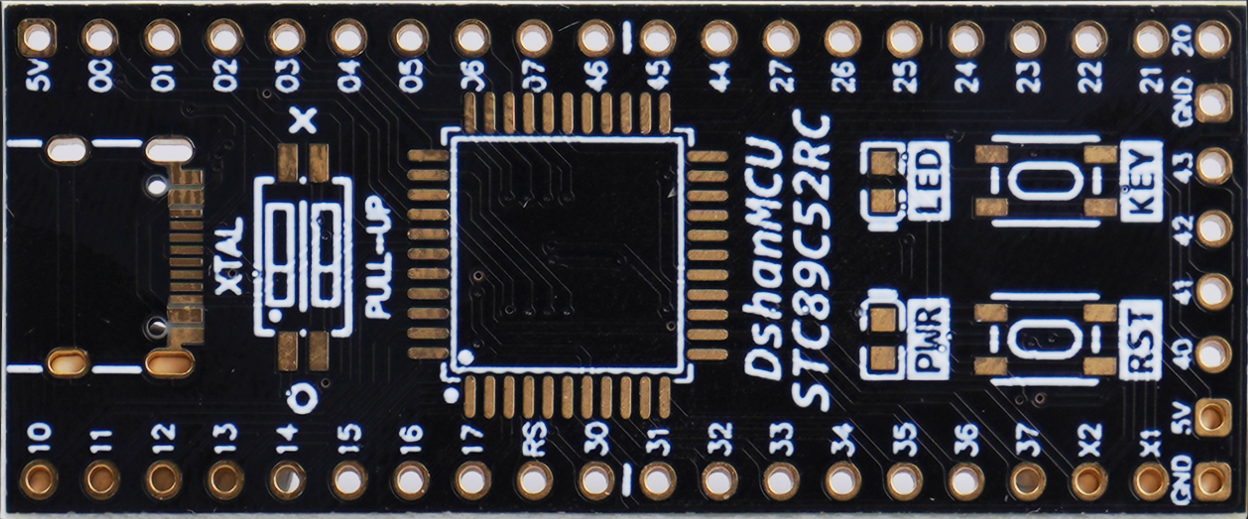 5V 00 01 02 03 04 05 06 07 46 45 44 27 26 25 24 23 22 21 20
GND
43
42
41
40
5V
GND
X
XTAL
PULL-UP
O
DshanMCU
STC89C52RC
LED
PWR
KEY
RST
10 11 12 13 14 15 16 17 RS 30 31 32 33 34 35 36 37 X2 X1